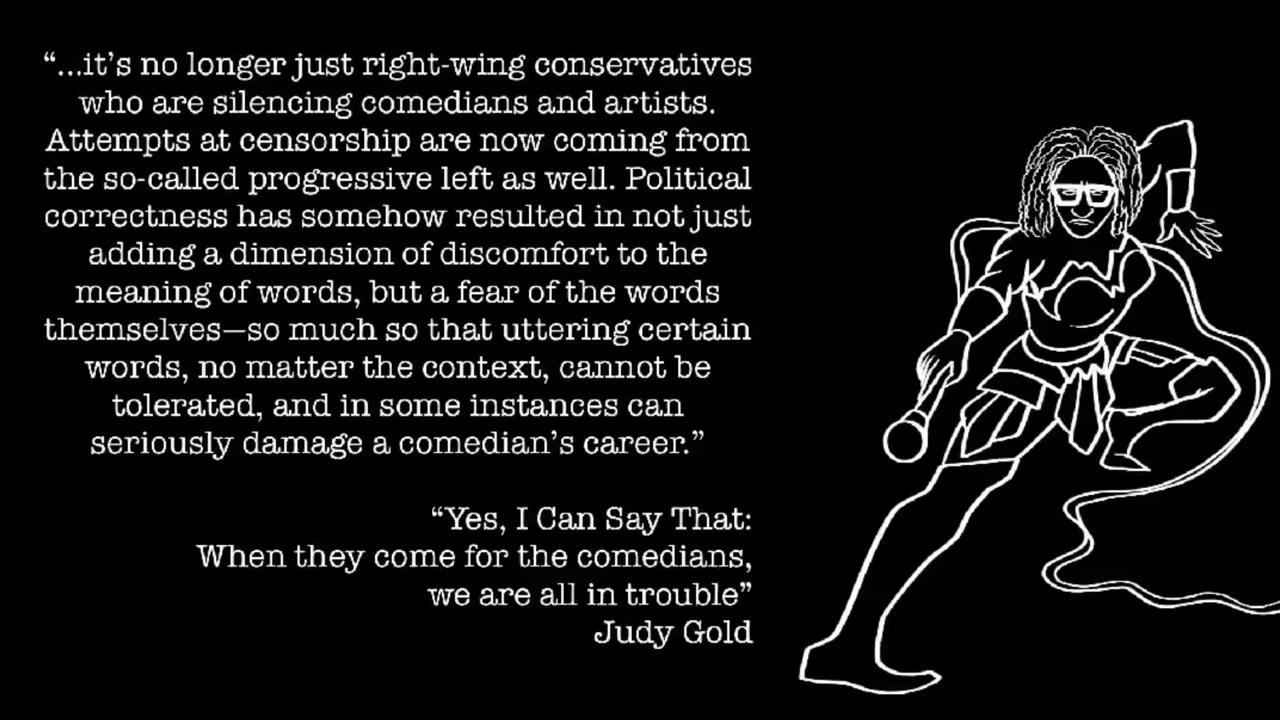 “...it’s no longer just right-wing conservatives
who are silencing comedians and artists.
Attempts at censorship are now coming from
the so-called progressive left as well. Political
correctness has somehow resulted in not just
adding a dimension of discomfort to the
meaning of words, but a fear of the words
themselves—so much so that uttering certain
words, no matter the context, cannot be
tolerated, and in some instances can
seriously damage a comedian’s career.”
“Yes, I Can Say That:
When they come for the comedians,
we are all in trouble”
Judy Gold